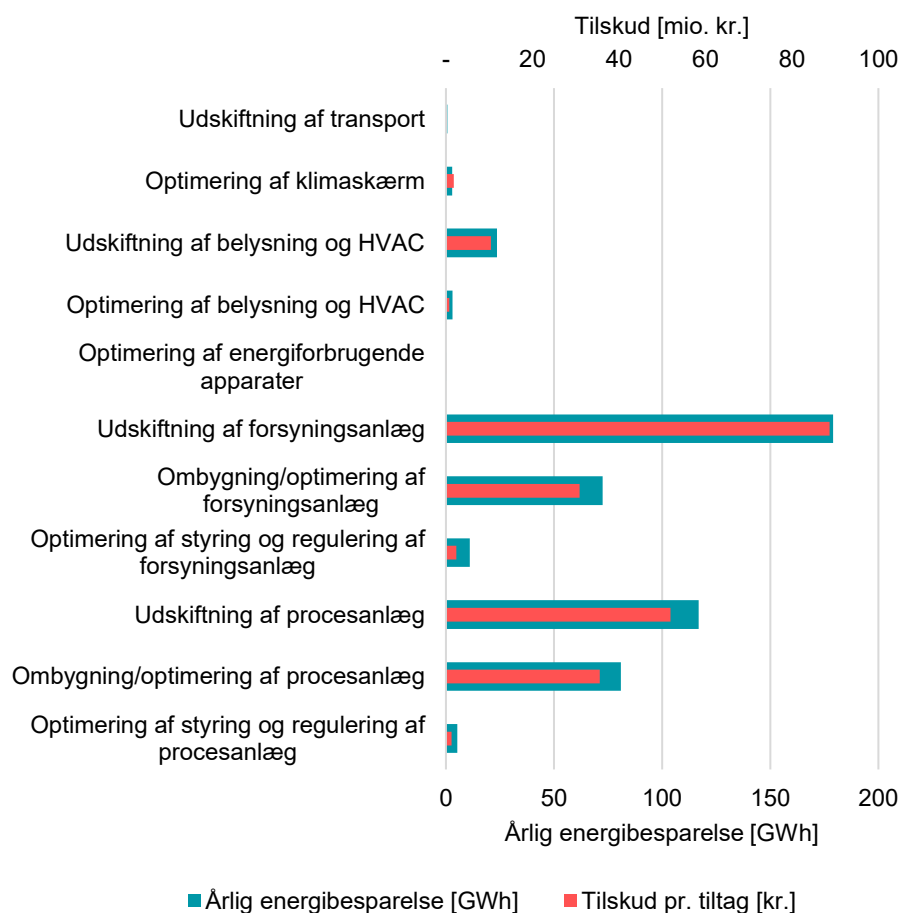 Tilskud [mio. kr.]
- 20 40 60 80 100
Udskiftning af transport
Optimering af klimaskærm
Udskiftning af belysning og HVAC
Optimering af belysning og HVAC
Optimering af energiforbrugende
apparater
Udskiftning af forsyningsanlæg
Ombygning/optimering af
forsyningsanlæg
Optimering af styring og regulering af
forsyningsanlæg
Udskiftning af procesanlæg
Ombygning/optimering af procesanlæg
Optimering af styring og regulering af
procesanlæg
0 50 100 150 200
Årlig energibesparelse [GWh]
Årlig energibesparelse [GWh] Tilskud pr. tiltag [kr.]